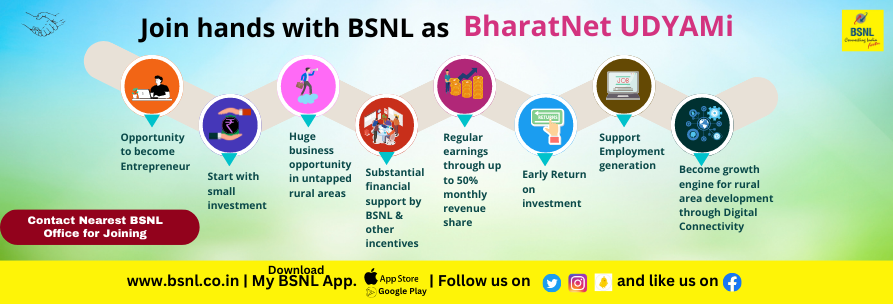 Join hands with BSNL as BharatNet UDYAMi
BSNL
Connecting India
Opportunity
to become
Entrepreneur
Start with
small
investment
Huge
business
opportunity
in untapped
rural areas
Substantial
financial
support by
BSNL &
other
incentives
Regular
earnings
through up
to 50%
monthly
revenue
share
RETURNS
Early Return
on
investment
JOB
Support
Employment
generation
Become growth
engine for rural
area development
through Digital
Connectivity
Contact Nearest BSNL
Office for Joining
Download
www.bsnl.co.in | My BSNL App.
App Store
Google Play
| Follow us on
and like us on